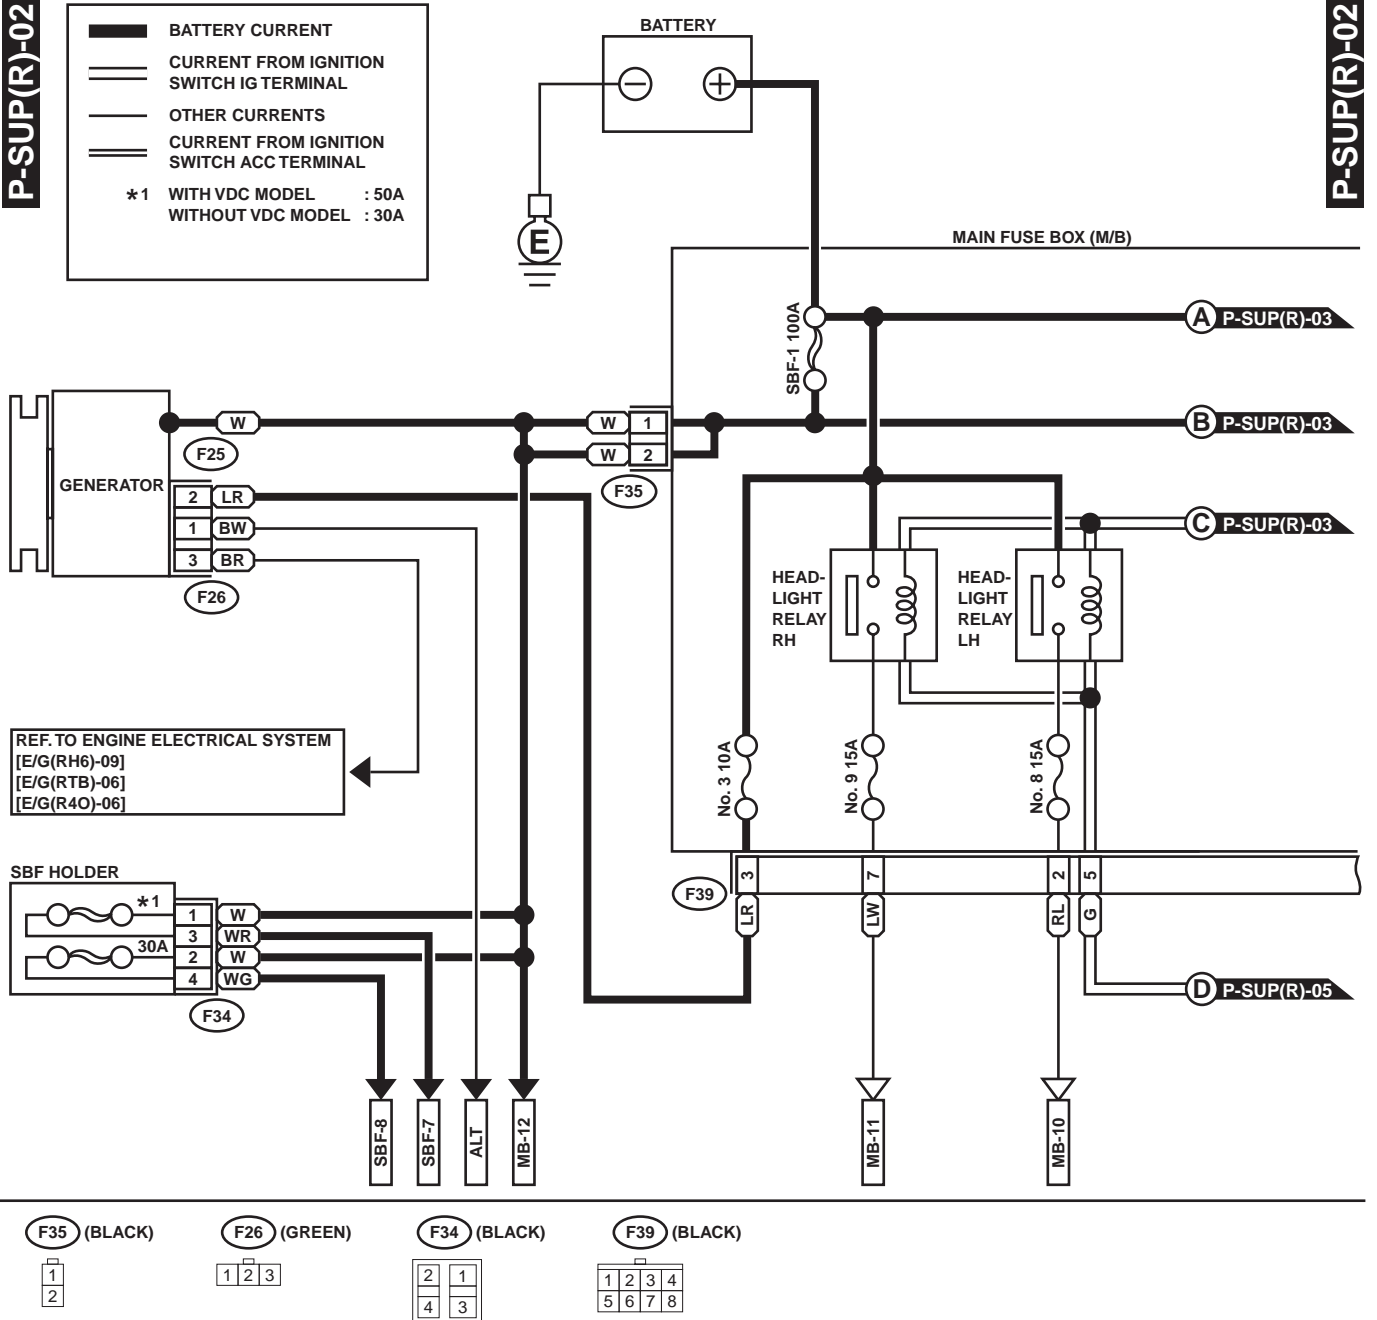 P-SUP(R)-02
P-SUP(R)-02
BATTERY CURRENT
CURRENT FROM IGNITION
SWITCH IG TERMINAL
OTHER CURRENTS
CURRENT FROM IGNITION
SWITCH ACC TERMINAL
*1 WITH VDC MODEL : 50A
WITHOUT VDC MODEL : 30A
BATTERY
E
MAIN FUSE BOX (M/B)
SBF-1 100A
A P-SUP(R)-03
B P-SUP(R)-03
C P-SUP(R)-03
GENERATOR
W
F25
2 LR
1 BW
3 BR
F26
W 1
W 2
F35
HEAD-
LIGHT
RELAY
RH
HEAD-
LIGHT
RELAY
LH
REF. TO ENGINE ELECTRICAL SYSTEM
[E/G(RH6)-09]
[E/G(RTB)-06]
[E/G(R4O)-06]
No. 3 10A
No. 9 15A
No. 8 15A
SBF HOLDER
*1
30A
1 W
3 WR
2 W
4 WG
F34
F39
3 7 2 5
LR LW RL G
D P-SUP(R)-05
SBF-8
SBF-7
ALT
MB-12
MB-11
MB-10
F35 (BLACK)
1
2
F26 (GREEN)
1 2 3
F34 (BLACK)
2 1
4 3
F39 (BLACK)
1 2 3 4
5 6 7 8